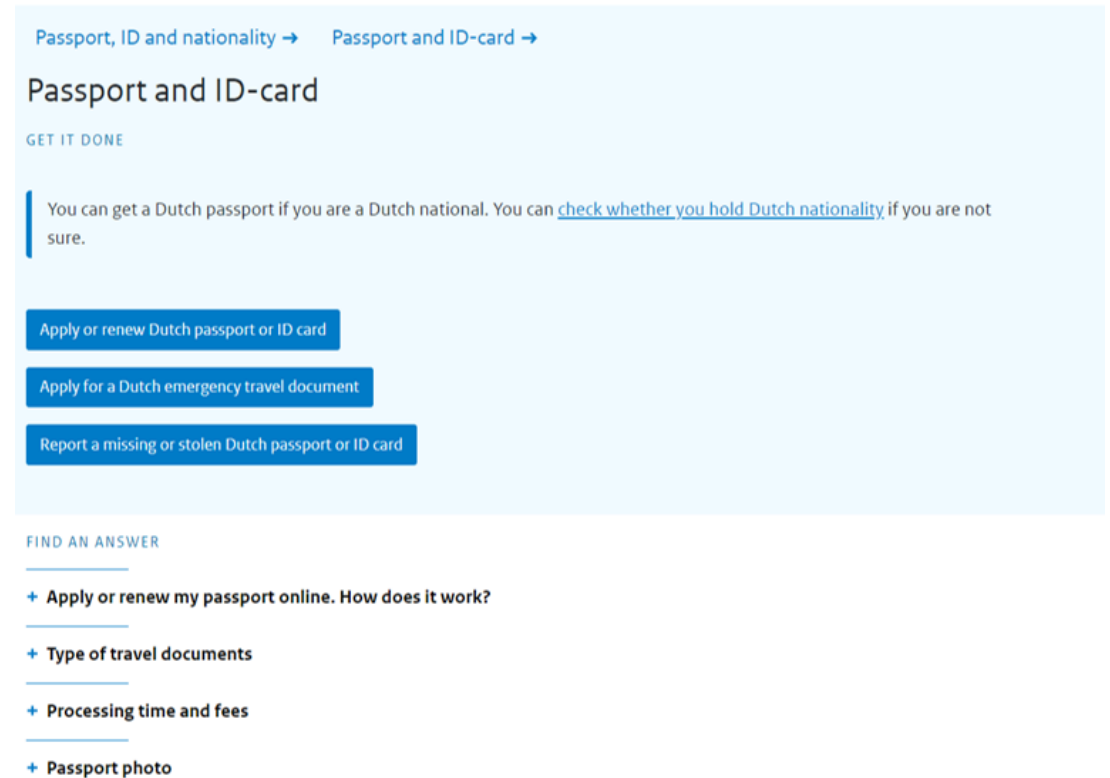 Passport, ID and nationality → Passport and ID-card →
Passport and ID-card
GET IT DONE
You can get a Dutch passport if you are a Dutch national. You can check whether you hold Dutch nationality if you are not
sure.
Apply or renew Dutch passport or ID card
Apply for a Dutch emergency travel document
Report a missing or stolen Dutch passport or ID card
FIND AN ANSWER
+ Apply or renew my passport online. How does it work?
+ Type of travel documents
+ Processing time and fees
+ Passport photo